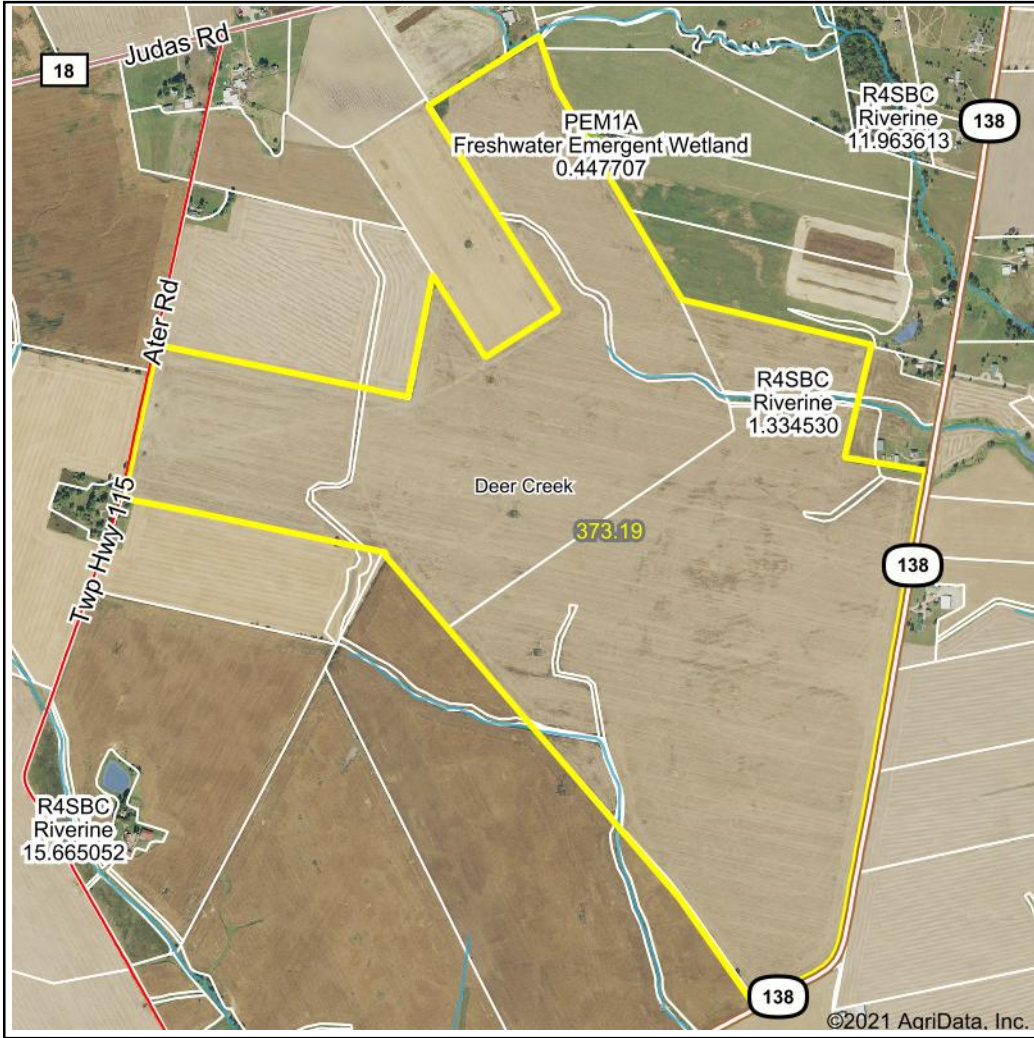 Judas Rd
18
R4SBC
Riverine
11.963613
138
PEM1A
Freshwater Emergent Wetland
0.447707
Ater Rd
R4SBC
Riverine
1.334530
Deer Creek
373.19
Twp Hwy 115
138
R4SBC
Riverine
15.665052
138
©2021 AgriData, Inc.